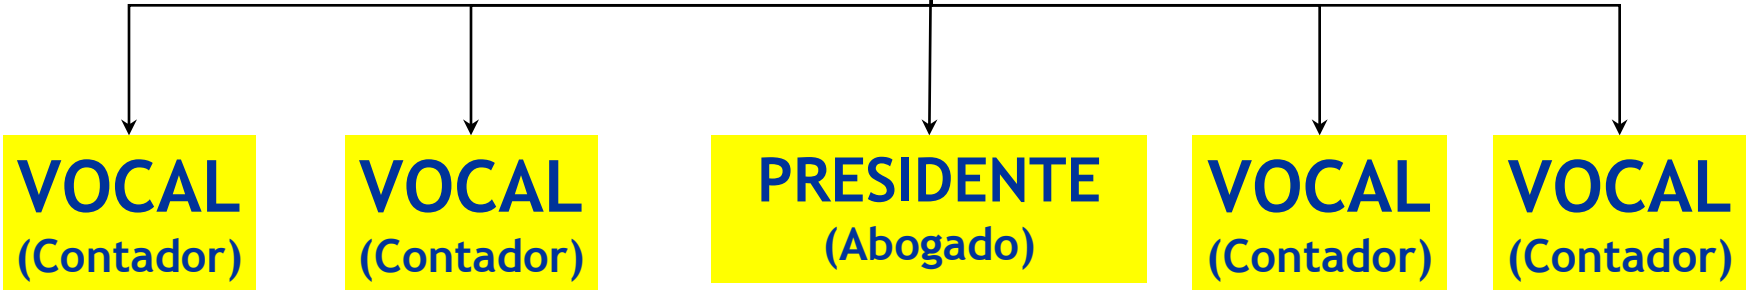 VOCAL
(Contador)
VOCAL
(Contador)
PRESIDENTE
(Abogado)
VOCAL
(Contador)
VOCAL
(Contador)